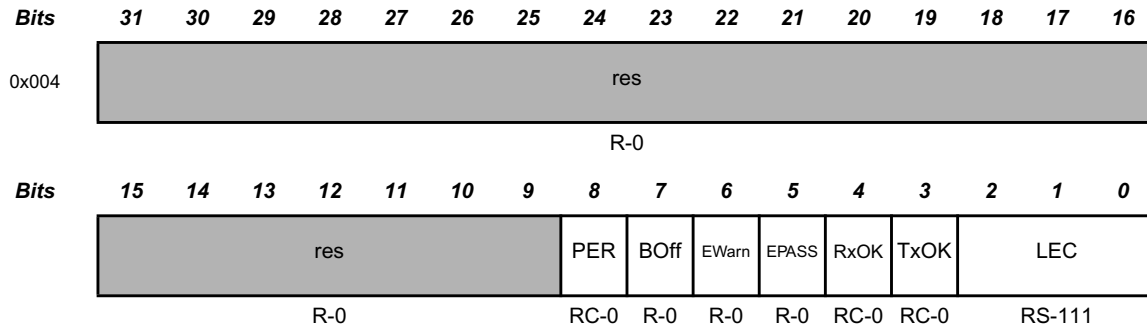 Bits 31 30 29 28 27 26 25 24 23 22 21 20 19 18 17 16
0x004 res
R-0
Bits 15 14 13 12 11 10 9 8 7 6 5 4 3 2 1 0
res PER BOff EWarn EPASS RxOK TxOK LEC
R-0 RC-0 R-0 R-0 R-0 RC-0 RC-0 RS-111